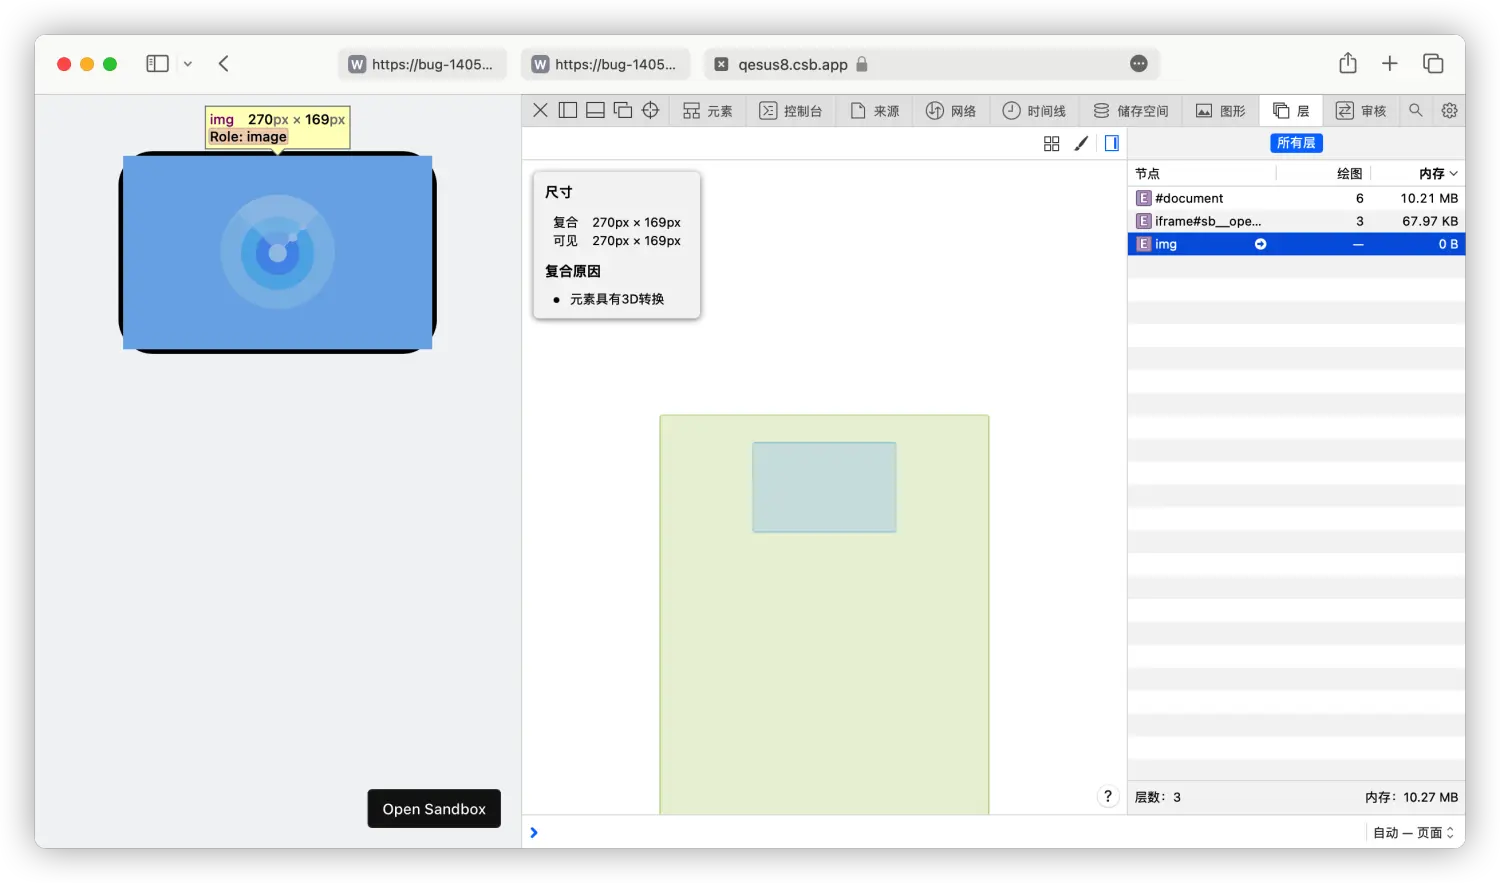 https://bug-1405...
https://bug-1405...
qesus8.csb.app
img 270px × 169px
Role: image
元素
控制台
来源
网络
时间线
储存空间
图形
层
审核
所有层
尺寸
复合 270px × 169px
可见 270px × 169px
复合原因
• 元素具有3D转换
节点 绘图 内存
E #document 6 10.21 MB
E iframe#sb__ope... 3 67.97 KB
E img — 0 B
Open Sandbox
?
层数：3 内存：10.27 MB
自动 — 页面